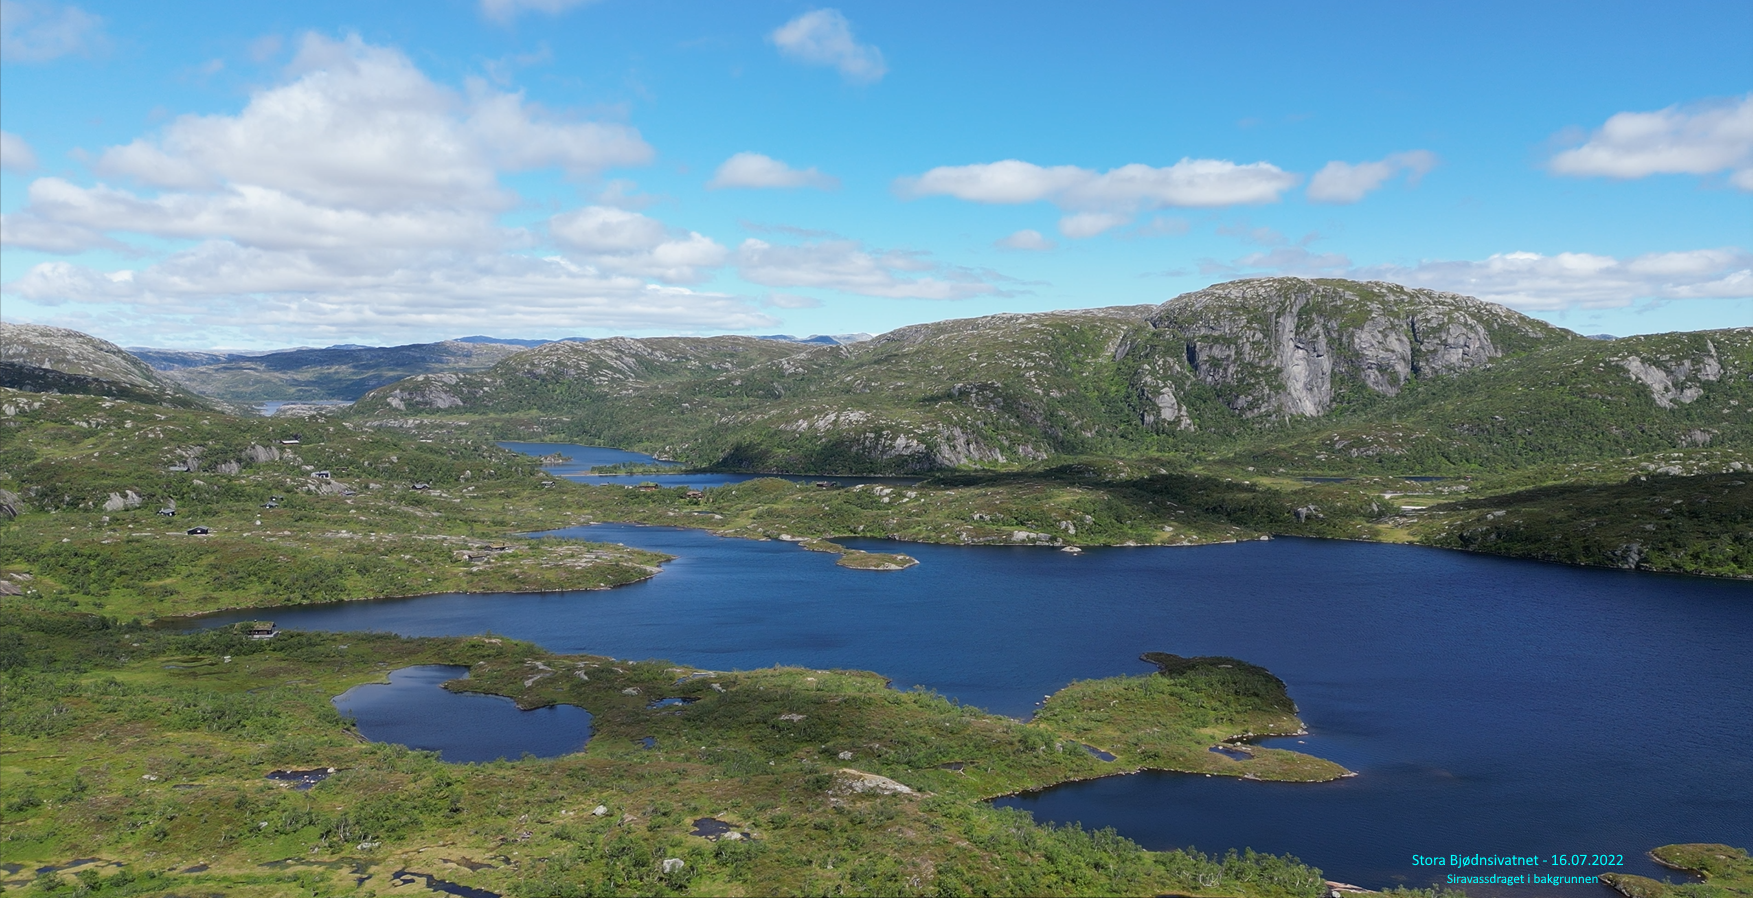 Stora Bjødnsivatnet - 16.07.2022
Siravassdraget i bakgrunnen